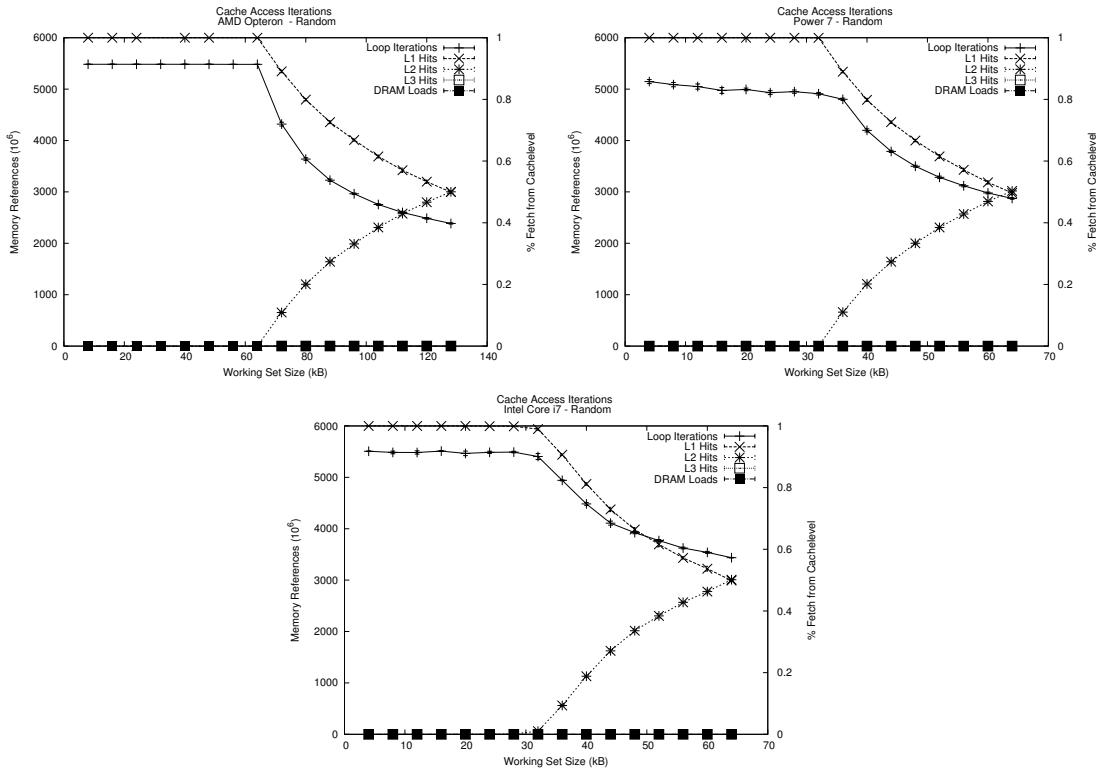 Cache Access Iterations
AMD Opteron - Random
6000
5000
4000
3000
2000
1000
0
Memory References (10^6)
1
0.8
0.6
0.4
0.2
0
% Fetch from Cachelevel
Loop Iterations
L1 Hits
L2 Hits
L3 Hits
DRAM Loads
0 20 40 60 80 100 120 140
Working Set Size (kB)
Cache Access Iterations
Power 7 - Random
6000
5000
4000
3000
2000
1000
0
Memory References (10^6)
1
0.8
0.6
0.4
0.2
0
% Fetch from Cachelevel
Loop Iterations
L1 Hits
L2 Hits
L3 Hits
DRAM Loads
0 10 20 30 40 50 60 70
Working Set Size (kB)
Cache Access Iterations
Intel Core i7 - Random
6000
5000
4000
3000
2000
1000
0
Memory References (10^6)
1
0.8
0.6
0.4
0.2
0
% Fetch from Cachelevel
Loop Iterations
L1 Hits
L2 Hits
L3 Hits
DRAM Loads
0 10 20 30 40 50 60 70
Working Set Size (kB)